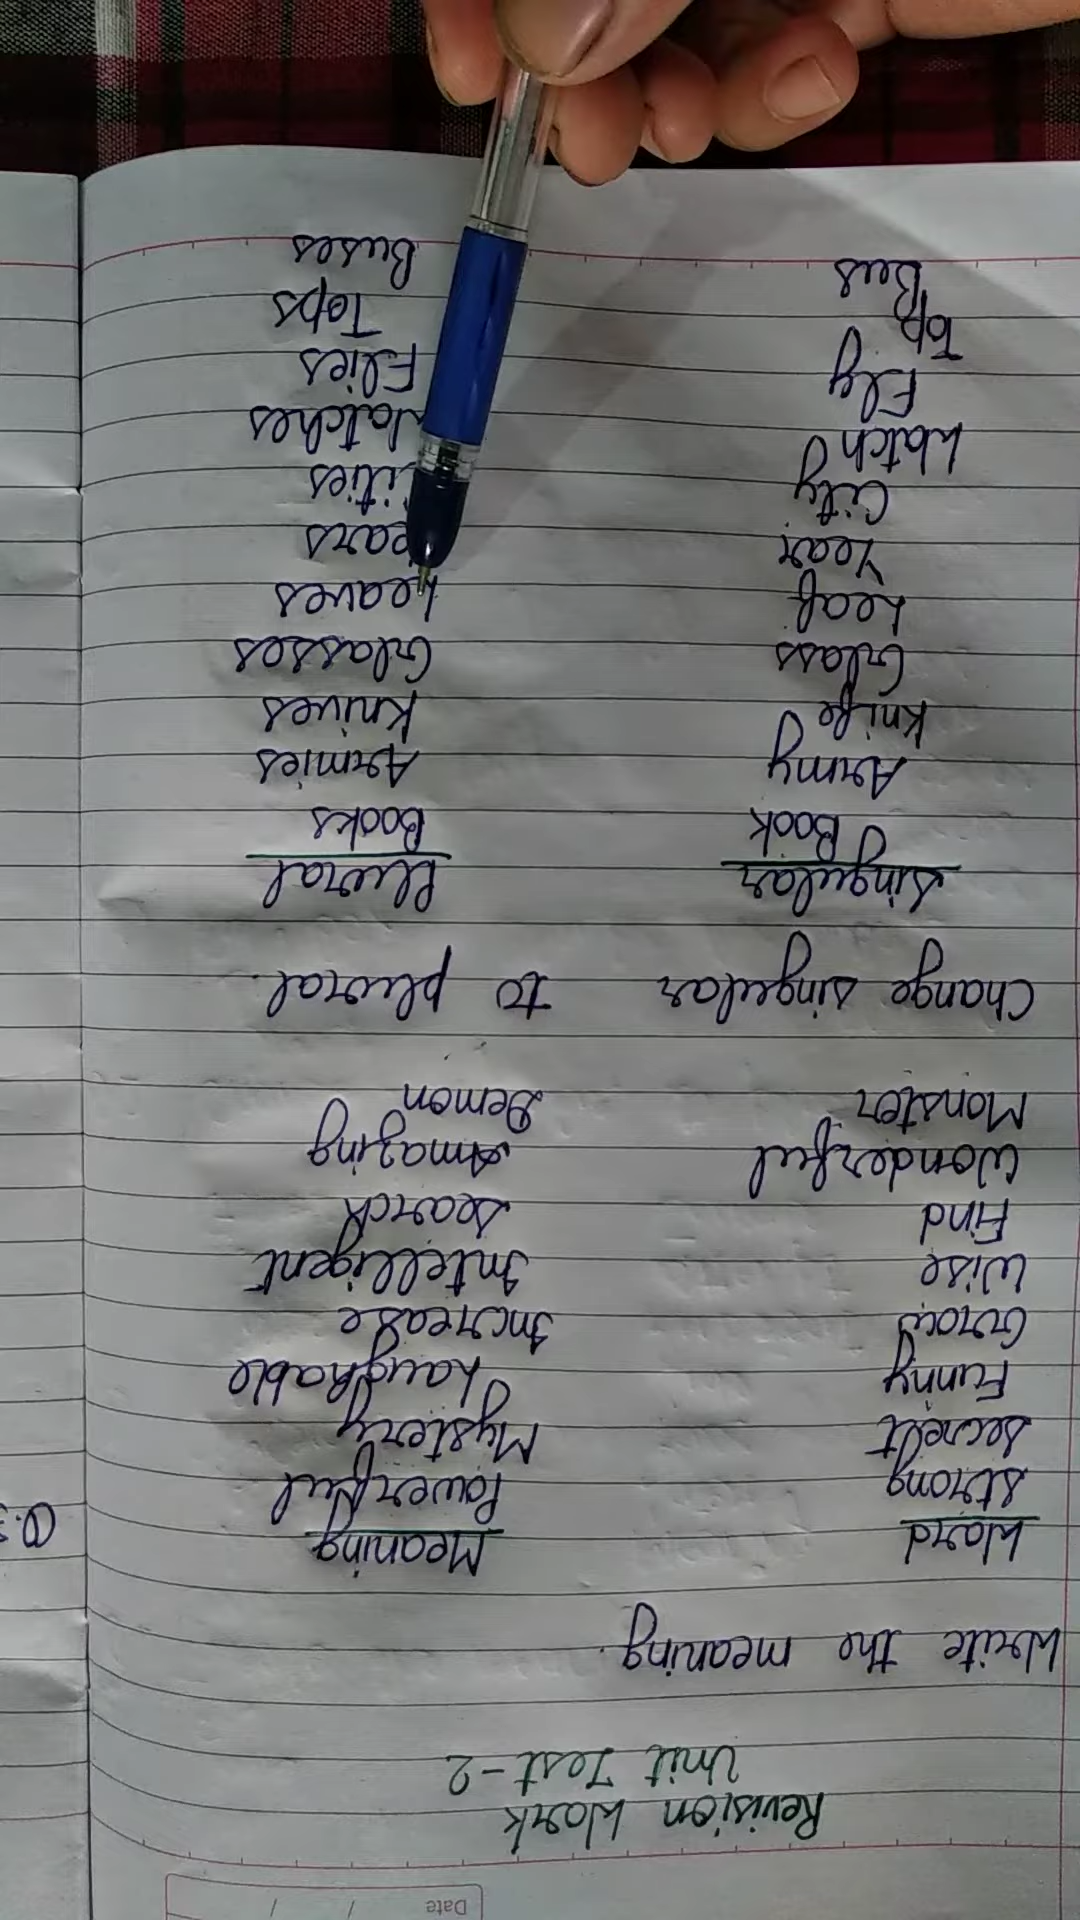 Date / /
Revision Work
Unit Test-2
Write the meaning.
Word Meaning
Strong Powerful
Secret Mystery
Funny Laughable
Grow Increase
Wise Intelligent
Find Search
Wonderful Amazing
Monster Demon
Change singular to plural.
Singular Plural
Book Books
Army Armies
Knife Knives
Glass Glasses
Leaf Leaves
Year ears
City ities
Watch Watches
Fly Flies
Top Tops
Bus Buses